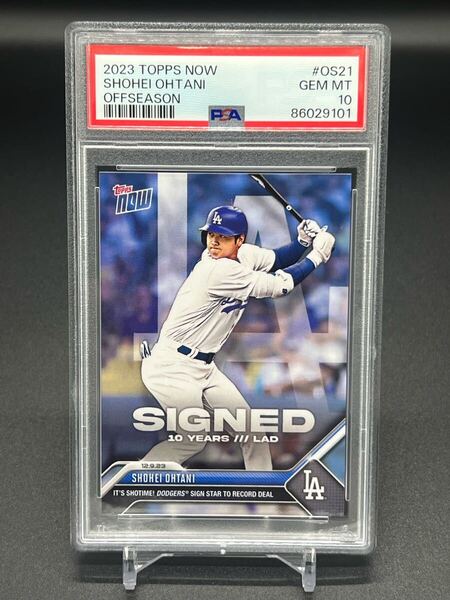 2023 TOPPS NOW #OS21
SHOHEI OHTANI GEM MT
OFFSEASON 10
PSA 86029101
topps NOW
LA
LA
SIGNED
10 YEARS /// LAD
12.9.23
SHOHEI OHTANI
IT'S SHOTIME! DODGERS SIGN STAR TO RECORD DEAL
LA